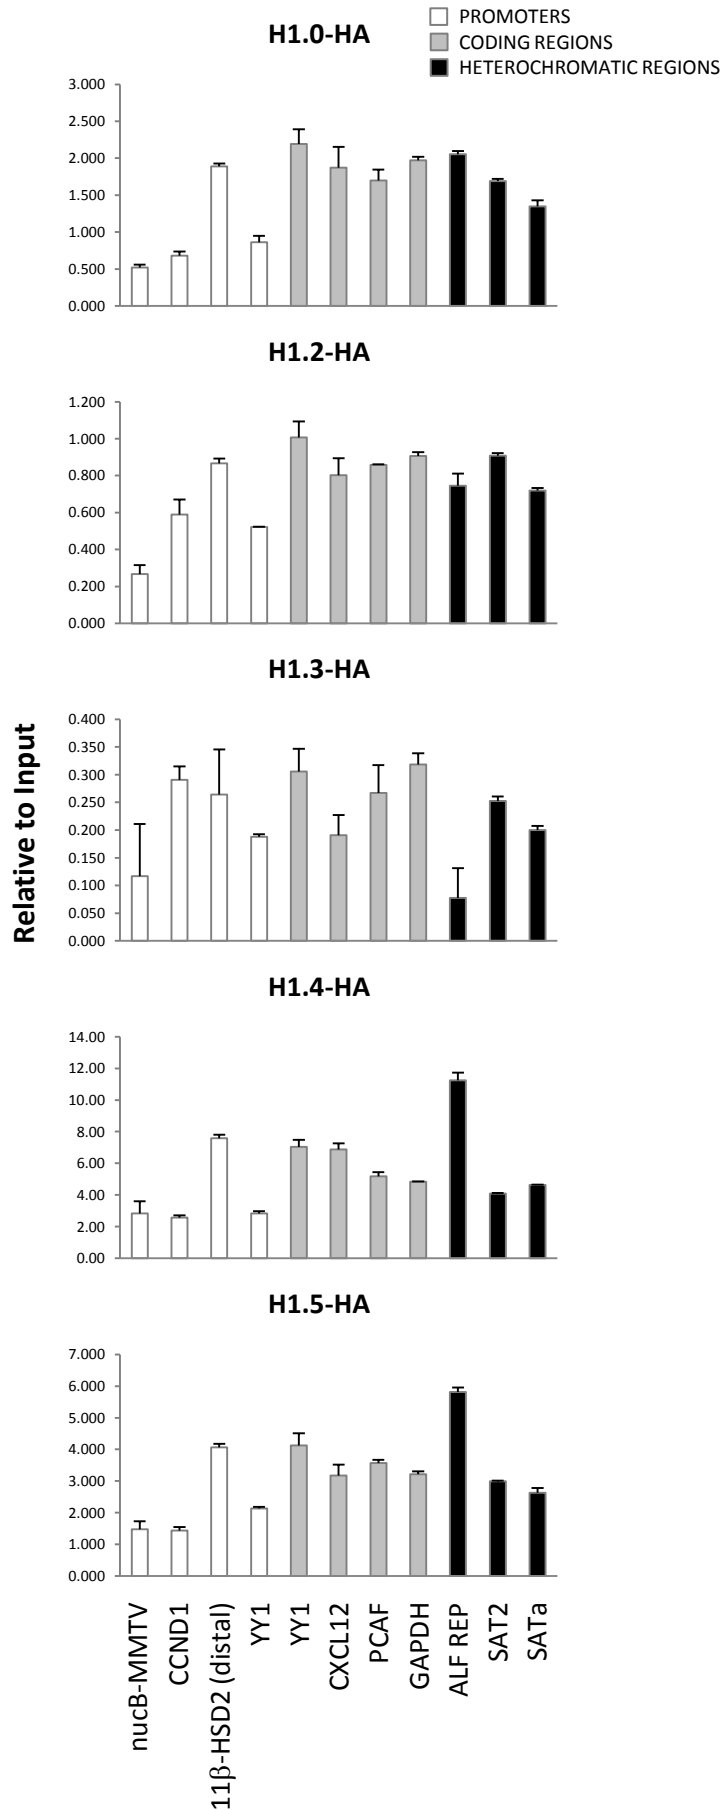 PROMOTERS
CODING REGIONS
HETEROCHROMATIC REGIONS
H1.0-HA
3.000
2.500
2.000
1.500
1.000
0.500
0.000
H1.2-HA
1.200
1.000
0.800
0.600
0.400
0.200
0.000
H1.3-HA
0.400
0.350
0.300
0.250
0.200
0.150
0.100
0.050
0.000
Relative to Input
H1.4-HA
14.00
12.00
10.00
8.00
6.00
4.00
2.00
0.00
H1.5-HA
7.000
6.000
5.000
4.000
3.000
2.000
1.000
0.000
nucB-MMTV
CCND1
11β-HSD2 (distal)
YY1
YY1
CXCL12
PCAF
GAPDH
ALF REP
SAT2
SATa